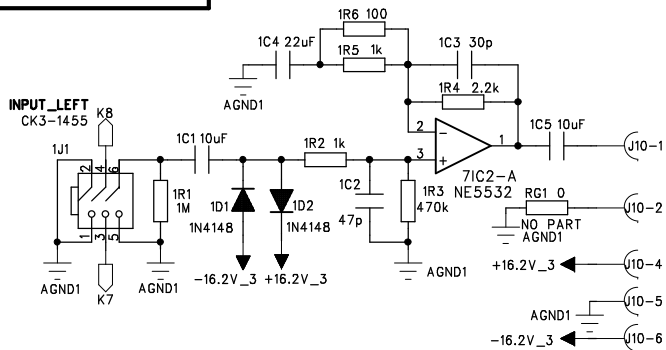 1R6 100
1C4 22uF
1R5 1k
1C3 30p
1R4 2.2k
AGND1
INPUT_LEFT
CK3-1455
K8
1J1
2 4 6
1 3 5
K7
AGND1
1R1
1M
AGND1
1C1 10uF
1D1
1N4148
1D2
1N4148
-16.2V_3 +16.2V_3
1R2 1k
1C2
47p
1R3
470k
AGND1
2
3
1
7IC2-A
NE5532
1C5 10uF
J10-1
RG1 0
NO PART
AGND1
J10-2
+16.2V_3
J10-4
AGND1
J10-5
-16.2V_3
J10-6